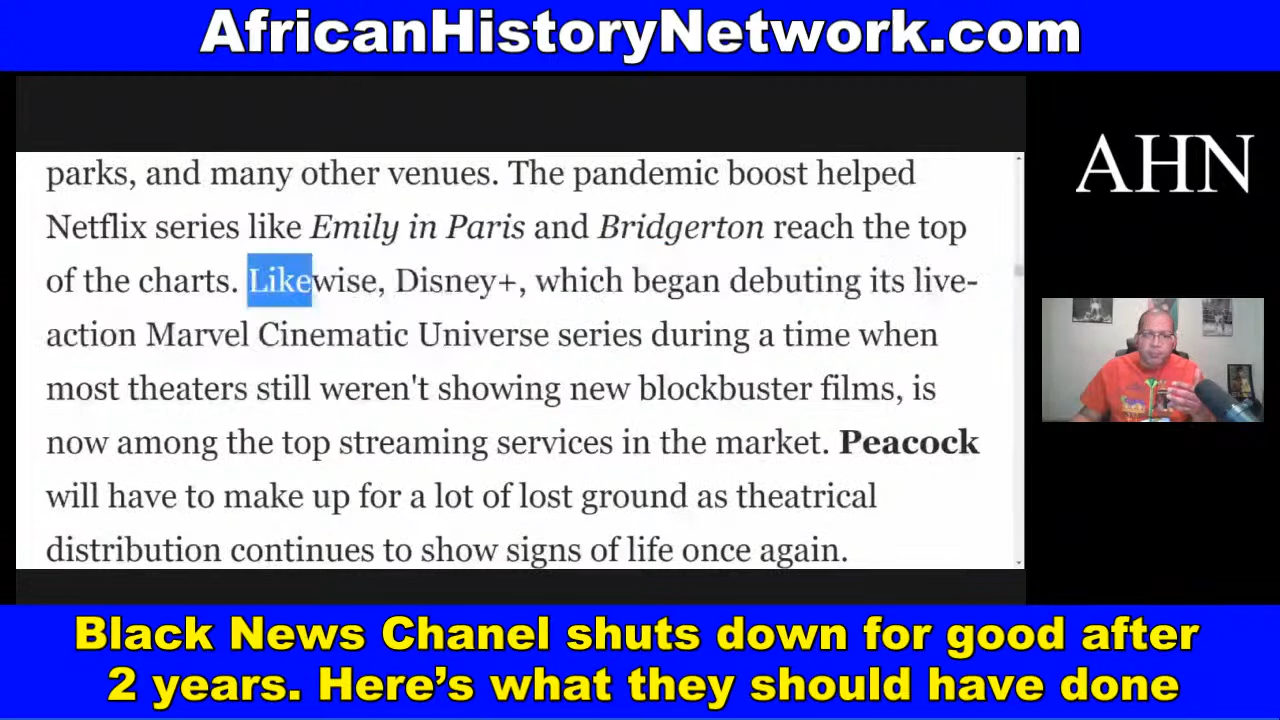 AfricanHistoryNetwork.com
AHN
parks, and many other venues. The pandemic boost helped
Netflix series like Emily in Paris and Bridgerton reach the top
of the charts. Likewise, Disney+, which began debuting its live-
action Marvel Cinematic Universe series during a time when
most theaters still weren't showing new blockbuster films, is
now among the top streaming services in the market. Peacock
will have to make up for a lot of lost ground as theatrical
distribution continues to show signs of life once again.
Black News Chanel shuts down for good after
2 years. Here’s what they should have done